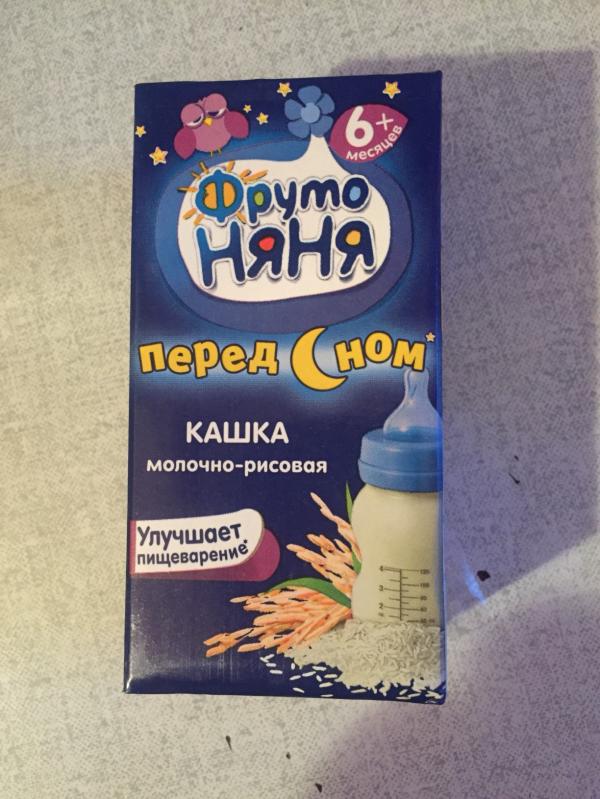 6+
месяцев
Фруто
НЯНЯ
перед Сном*
КАШКА
молочно-рисовая
Улучшает
пищеварение*